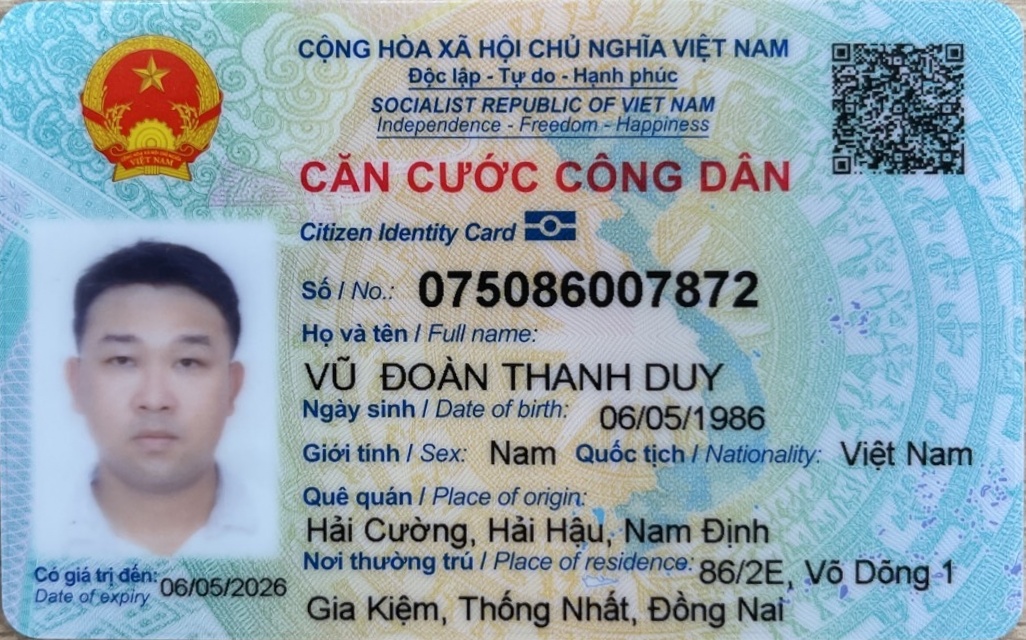 CỘNG HÒA XÃ HỘI CHỦ NGHĨA VIỆT NAM
Độc lập - Tự do - Hạnh phúc
SOCIALIST REPUBLIC OF VIET NAM
Independence - Freedom - Happiness
CĂN CƯỚC CÔNG DÂN
Citizen Identity Card
Số / No.: 075086007872
Họ và tên / Full name:
VŨ ĐOÀN THANH DUY
Ngày sinh / Date of birth: 06/05/1986
Giới tính / Sex: Nam Quốc tịch / Nationality: Việt Nam
Quê quán / Place of origin:
Hải Cường, Hải Hậu, Nam Định
Nơi thường trú / Place of residence: 86/2E, Võ Dõng 1
Gia Kiệm, Thống Nhất, Đồng Nai
Có giá trị đến: 06/05/2026
Date of expiry
VIỆT NAM